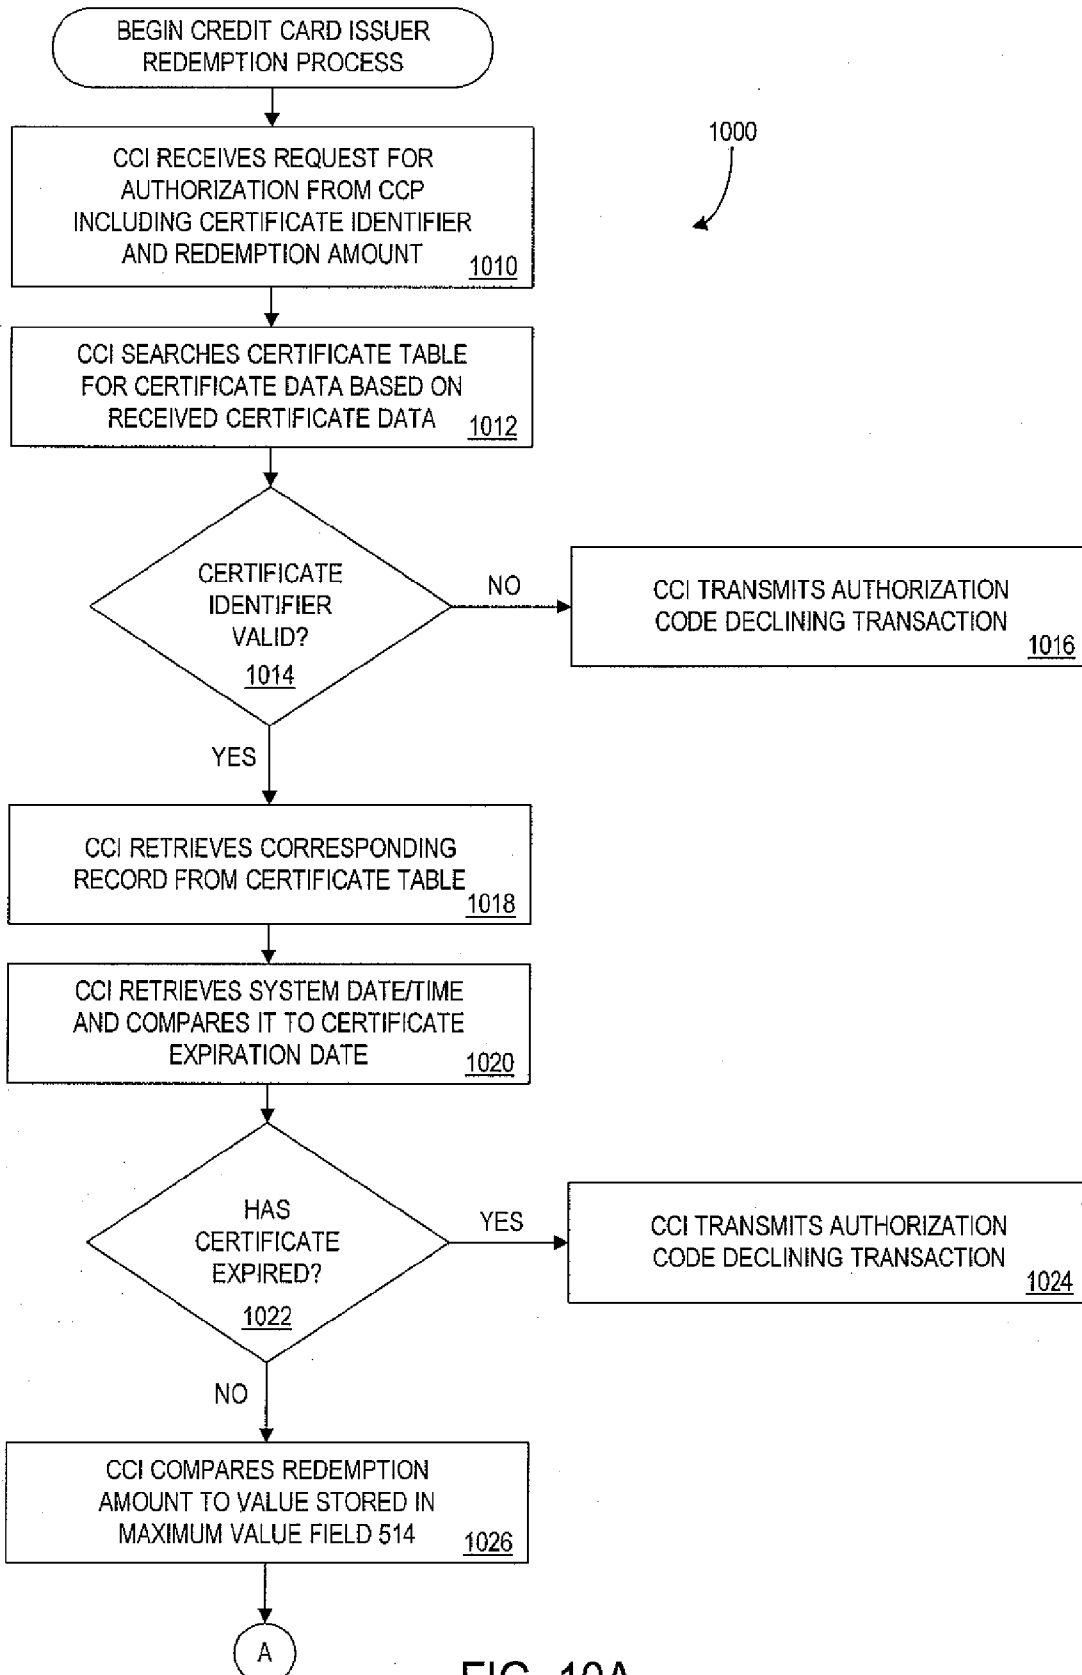 BEGIN CREDIT CARD ISSUER
REDEMPTION PROCESS
1000
CCI RECEIVES REQUEST FOR
AUTHORIZATION FROM CCP
INCLUDING CERTIFICATE IDENTIFIER
AND REDEMPTION AMOUNT
1010
CCI SEARCHES CERTIFICATE TABLE
FOR CERTIFICATE DATA BASED ON
RECEIVED CERTIFICATE DATA
1012
CERTIFICATE
IDENTIFIER
VALID?
1014
NO
CCI TRANSMITS AUTHORIZATION
CODE DECLINING TRANSACTION
1016
YES
CCI RETRIEVES CORRESPONDING
RECORD FROM CERTIFICATE TABLE
1018
CCI RETRIEVES SYSTEM DATE/TIME
AND COMPARES IT TO CERTIFICATE
EXPIRATION DATE
1020
HAS
CERTIFICATE
EXPIRED?
1022
YES
CCI TRANSMITS AUTHORIZATION
CODE DECLINING TRANSACTION
1024
NO
CCI COMPARES REDEMPTION
AMOUNT TO VALUE STORED IN
MAXIMUM VALUE FIELD 514
1026
A
FIG. 10A